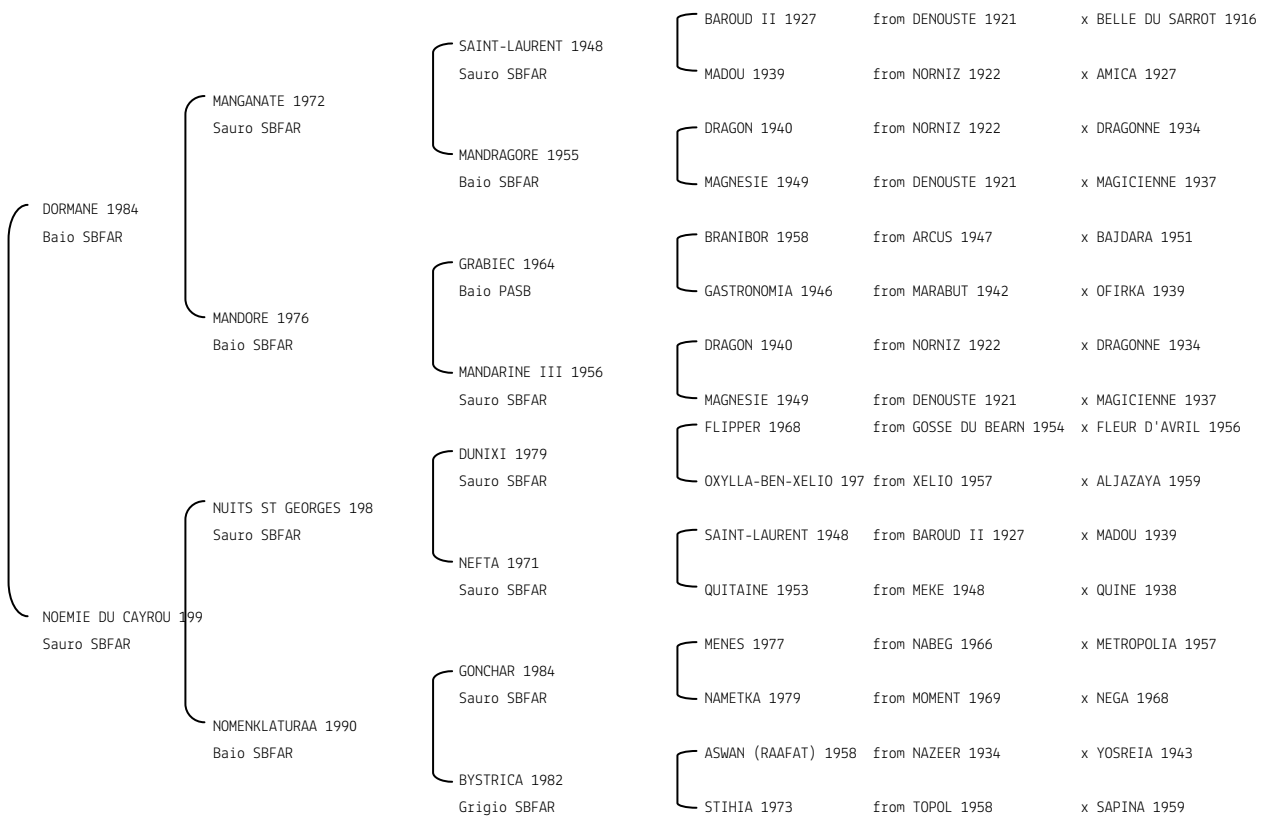 BAROUD II 1927 from DENOUSTE 1921 x BELLE DU SARROT 1916
SAINT-LAURENT 1948
Sauro SBFAR MADOU 1939 from NORNIZ 1922 x AMICA 1927
MANGANATE 1972
Sauro SBFAR DRAGON 1940 from NORNIZ 1922 x DRAGONNE 1934
MANDRAGORE 1955
Baio SBFAR MAGNESIE 1949 from DENOUSTE 1921 x MAGICIENNE 1937
DORMANE 1984
Baio SBFAR BRANIBOR 1958 from ARCUS 1947 x BAJDARA 1951
GRABIEC 1964
Baio PASB GASTRONOMIA 1946 from MARABUT 1942 x OFIRKA 1939
MANDORE 1976
Baio SBFAR DRAGON 1940 from NORNIZ 1922 x DRAGONNE 1934
MANDARINE III 1956
Sauro SBFAR MAGNESIE 1949 from DENOUSTE 1921 x MAGICIENNE 1937
FLIPPER 1968 from GOSSE DU BEARN 1954 x FLEUR D'AVRIL 1956
DUNIXI 1979
Sauro SBFAR OXYLLA-BEN-XELIO 197 from XELIO 1957 x ALJAZAYA 1959
NUITS ST GEORGES 198
Sauro SBFAR SAINT-LAURENT 1948 from BAROUD II 1927 x MADOU 1939
NEFTA 1971
Sauro SBFAR QUITAINE 1953 from MEKE 1948 x QUINE 1938
NOEMIE DU CAYROU 199
Sauro SBFAR MENES 1977 from NABEG 1966 x METROPOLIA 1957
GONCHAR 1984
Sauro SBFAR NAMETKA 1979 from MOMENT 1969 x NEGA 1968
NOMENKLATURAA 1990
Baio SBFAR ASWAN (RAAFAT) 1958 from NAZEER 1934 x YOSREIA 1943
BYSTRICA 1982
Grigio SBFAR STIHIA 1973 from TOPOL 1958 x SAPINA 1959